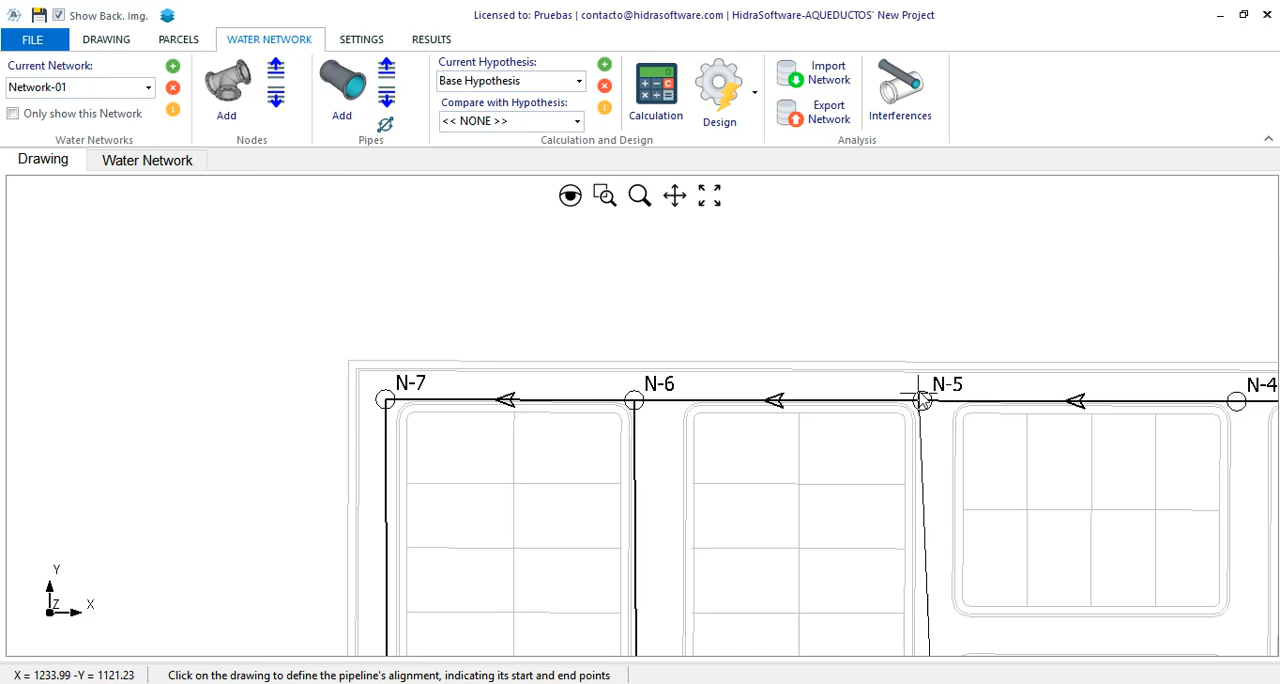 Show Back. Img.
Licensed to: Pruebas | contacto@hidrasoftware.com | HidraSoftware-AQUEDUCTOS' New Project
FILE
DRAWING
PARCELS
WATER NETWORK
SETTINGS
RESULTS
Current Network:
Network-01
Only show this Network
Water Networks
Add
Nodes
Add
Pipes
Current Hypothesis:
Base Hypothesis
Compare with Hypothesis:
<< NONE >>
Calculation
Design
Calculation and Design
Import
Network
Export
Network
Interferences
Analysis
Drawing
Water Network
N-7
N-6
N-5
N-4
Y
Z
X
X = 1233.99 -Y = 1121.23
Click on the drawing to define the pipeline's alignment, indicating its start and end points